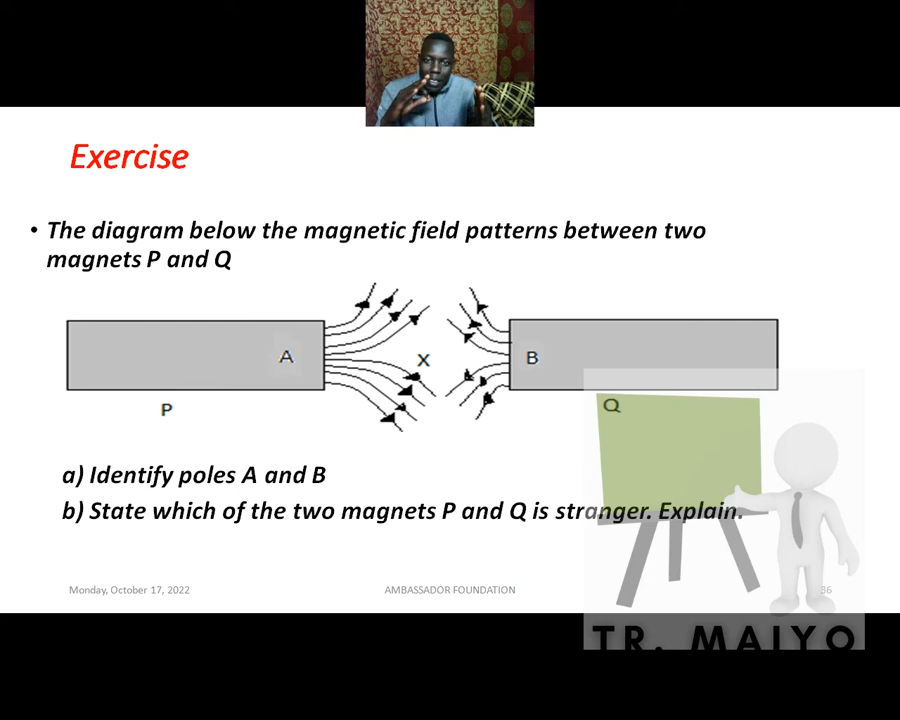 Exercise
• The diagram below the magnetic field patterns between two
magnets P and Q
A
X
B
P
Q
a) Identify poles A and B
b) State which of the two magnets P and Q is stranger. Explain.
Monday, October 17, 2022
AMBASSADOR FOUNDATION
36
TR. MAIYO